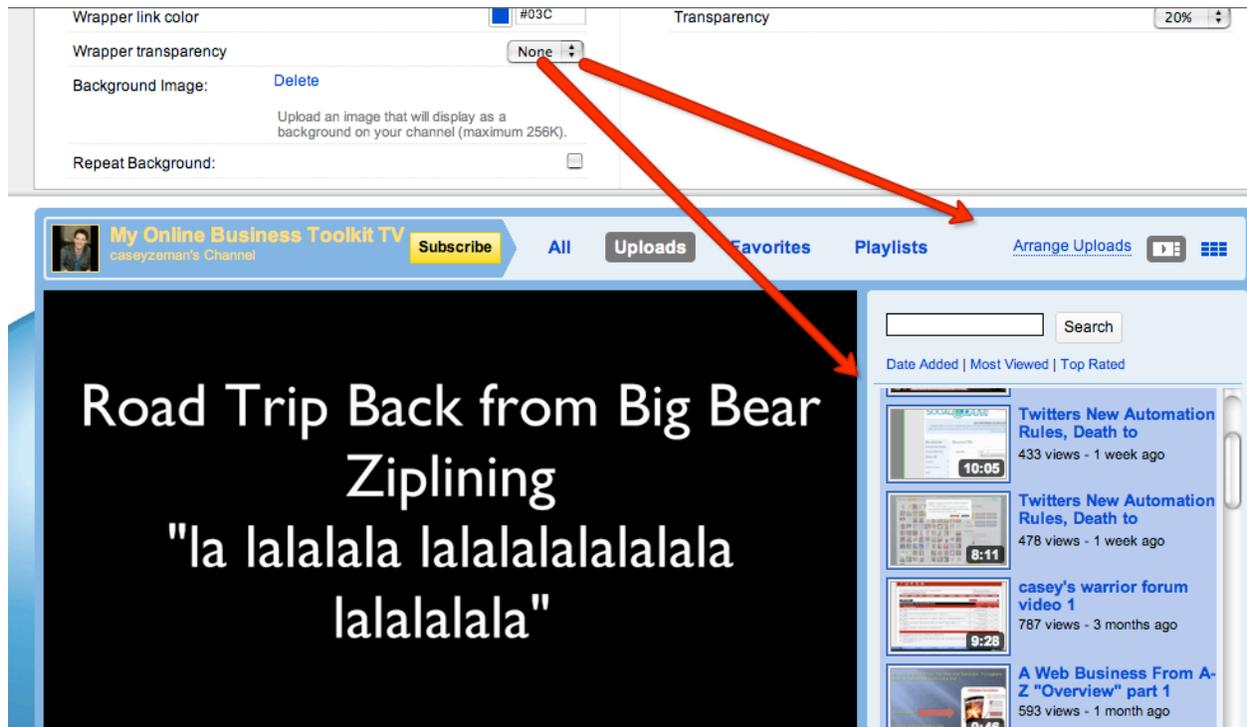 Wrapper link color
#03C
Transparency
20%
Wrapper transparency
None
Background Image:
Delete
Upload an image that will display as a
background on your channel (maximum 256K).
Repeat Background:
My Online Business Toolkit TV
caseyzeman's Channel
Subscribe
All
Uploads
Favorites
Playlists
Arrange Uploads
Road Trip Back from Big Bear
Ziplining
"la lalalala lalalalalalalala
lalalalala"
Search
Date Added | Most Viewed | Top Rated
Twitters New Automation
Rules, Death to
433 views - 1 week ago
10:05
Twitters New Automation
Rules, Death to
478 views - 1 week ago
8:11
casey's warrior forum
video 1
787 views - 3 months ago
9:28
A Web Business From A-
Z "Overview" part 1
593 views - 1 month ago
9:46